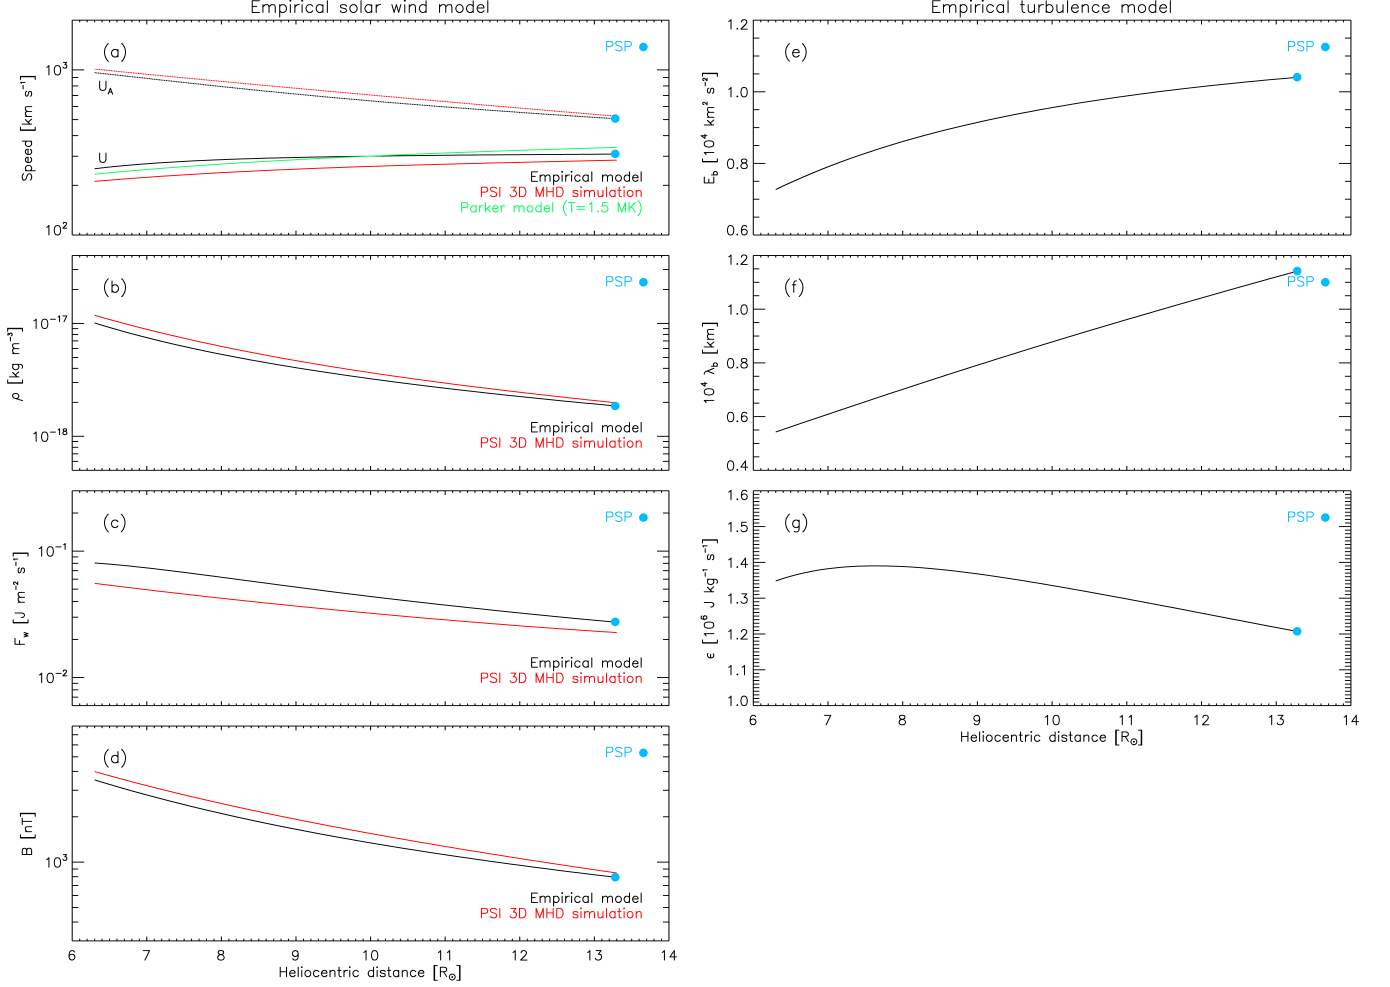 Empirical solar wind model
(a)
PSP
10³
U_A
U
Speed [km s⁻¹]
Empirical model
PSI 3D MHD simulation
Parker model (T=1.5 MK)
10²
(b)
PSP
10⁻¹⁷
ρ [kg m⁻³]
10⁻¹⁸
Empirical model
PSI 3D MHD simulation
(c)
PSP
10⁻¹
F_w [J m⁻² s⁻¹]
10⁻²
Empirical model
PSI 3D MHD simulation
(d)
PSP
B [nT]
10³
Empirical model
PSI 3D MHD simulation
6 7 8 9 10 11 12 13 14
Heliocentric distance [R⊙]
Empirical turbulence model
1.2
(e)
PSP
1.0
E_b [10⁴ km² s⁻²]
0.8
0.6
1.2
(f)
PSP
1.0
10⁴ λ_b [km]
0.8
0.6
0.4
1.6
(g)
PSP
1.5
1.4
ϵ [10⁶ J kg⁻¹ s⁻¹]
1.3
1.2
1.1
1.0
6 7 8 9 10 11 12 13 14
Heliocentric distance [R⊙]